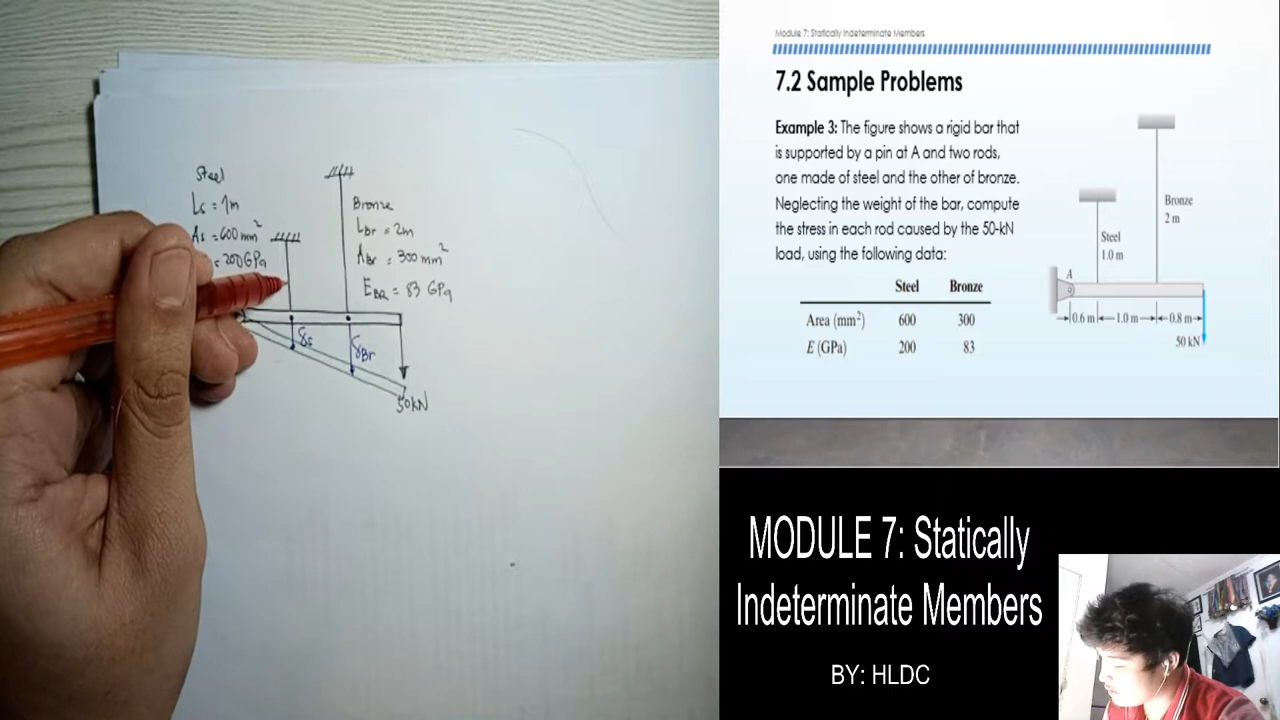 Steel
Ls = 1m
As = 600 mm²
= 200 GPa
Bronze
LBr = 2m
ABr = 300 mm²
EBR = 83 GPa
δs
δBr
50kN
Module 7: Statically Indeterminate Members
7.2 Sample Problems
Example 3: The figure shows a rigid bar that
is supported by a pin at A and two rods,
one made of steel and the other of bronze.
Neglecting the weight of the bar, compute
the stress in each rod caused by the 50-kN
load, using the following data:
Steel Bronze
Area (mm²) 600 300
E (GPa) 200 83
Bronze
2 m
Steel
1.0 m
A
0.6 m 1.0 m 0.8 m
50 kN
MODULE 7: Statically
Indeterminate Members
BY: HLDC